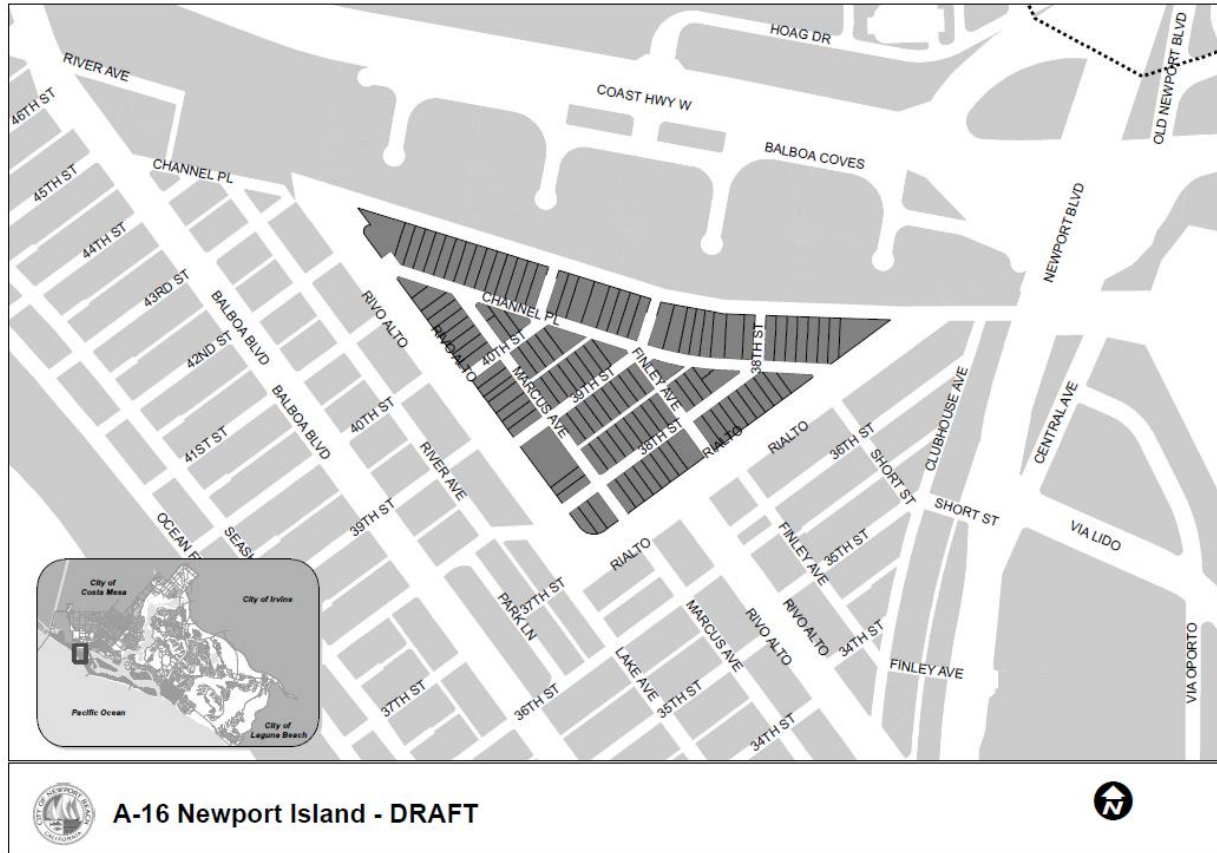 HOAG DR
OLD NEWPORT BLVD
RIVER AVE
COAST HWY W
46TH ST
BALBOA COVES
CHANNEL PL
45TH ST
NEWPORT BLVD
44TH ST
43RD ST
BALBOA BLVD
RIVO ALTO
CHANNEL PL
RIVO ALTO
40TH ST
38TH ST
42ND ST
FINLEY AVE
MARCUS AVE
39TH ST
BALBOA BLVD
40TH ST
CLUBHOUSE AVE
CENTRAL AVE
41ST ST
RIVER AVE
38TH ST
RIALTO
RIALTO
36TH ST
SHORT ST
39TH ST
SHORT ST
VIA LIDO
OCEAN F
SEASH
RIALTO
FINLEY AVE
35TH ST
37TH ST
PARK LN
MARCUS AVE
RIVO ALTO
RIVO ALTO
34TH ST
LAKE AVE
FINLEY AVE
VIA OPORTO
37TH ST
36TH ST
35TH ST
34TH ST
City of
Costa Mesa
City of Irvine
Pacific Ocean
City of
Laguna Beach
CITY OF NEWPORT BEACH
CALIFORNIA
A-16 Newport Island - DRAFT
N